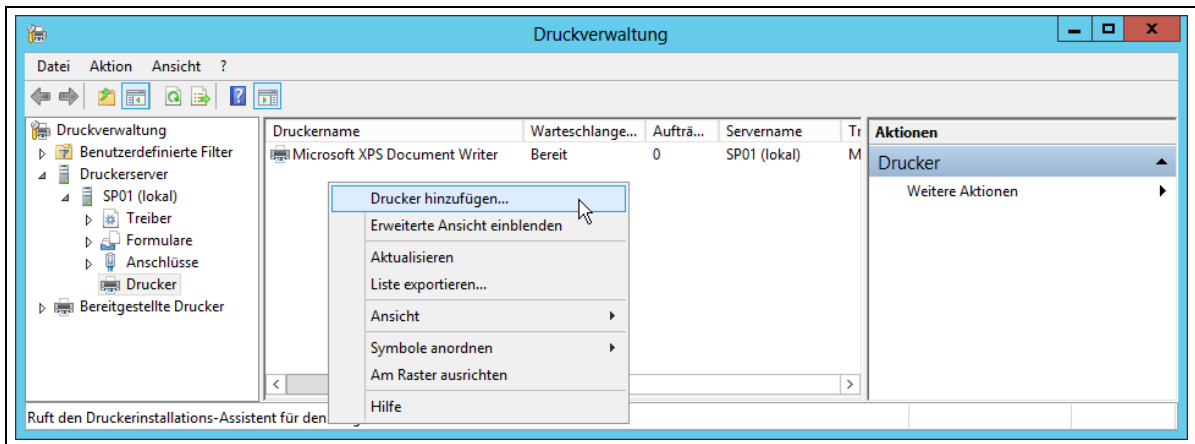 Druckverwaltung
Datei Aktion Ansicht ?
Druckverwaltung
Benutzerdefinierte Filter
Druckerserver
SP01 (lokal)
Treiber
Formulare
Anschlüsse
Drucker
Bereitgestellte Drucker
Druckername Warteschlange... Aufträ... Servername Tr
Microsoft XPS Document Writer Bereit 0 SP01 (lokal) M
Drucker hinzufügen...
Erweiterte Ansicht einblenden
Aktualisieren
Liste exportieren...
Ansicht
Symbole anordnen
Am Raster ausrichten
Hilfe
Aktionen
Drucker
Weitere Aktionen
Ruft den Druckerinstallations-Assistent für den